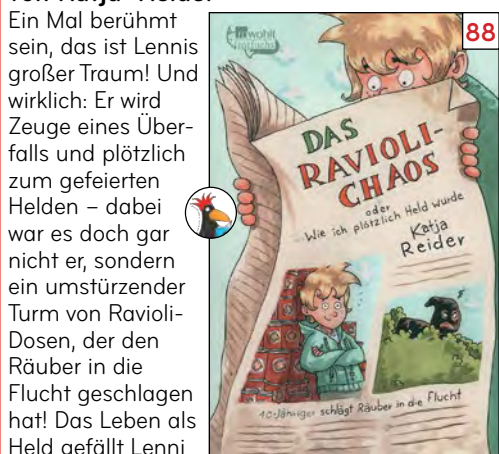 von Katja Reider
Ein Mal berühmt
sein, das ist Lennis
großer Traum! Und
wirklich: Er wird
Zeuge eines Über-
falls und plötzlich
zum gefeierten
Helden – dabei
war es doch gar
nicht er, sondern
ein umstürzender
Turm von Ravioli-
Dosen, der den
Räuber in die
Flucht geschlagen
hat! Das Leben als
Held gefällt Lenni
88
rowohlt
rotfuchs
DAS
RAVIOLI-
CHAOS
oder
Wie ich plötzlich Held wurde
Katja
Reider
10-Jähriger schlägt Räuber in die Flucht